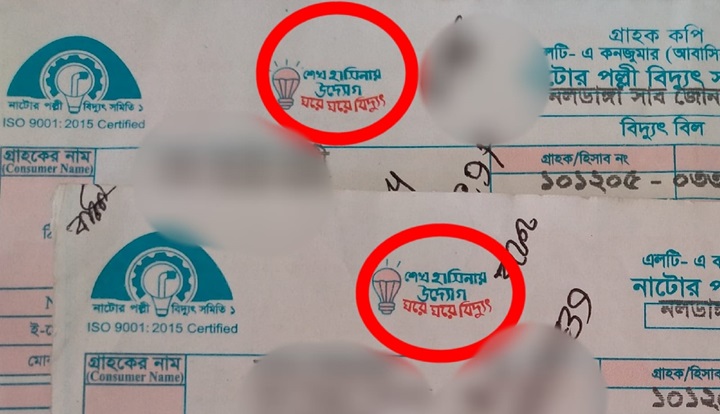 গ্রাহক কপি
এলটি- এ কনজুমার (আবাসি
টোর পল্লী বিদ্যুৎ স
নলডাঙ্গা সাব জোন
বিদ্যুৎ বিল
শেখ হাসিনার
উদ্যোগ
ঘরে ঘরে বিদ্যুৎ
নাটোর পল্লী বিদ্যুৎ সমিতি ১
ISO 9001: 2015 Certified
গ্রাহকের নাম
(Consumer Name)
গ্রাহক/হিসাব নং
১০১২০৫ - ০৩৩
শেখ হাসিনার
উদ্যোগ
ঘরে ঘরে বিদ্যুৎ
নাটোর পল্লী বিদ্যুৎ সমিতি ১
ISO 9001: 2015 Certified
এলটি- এ ক
নাটোর প
নলডাঙ্গ
গ্রাহকের নাম
(Consumer Name)
গ্রাহক/হিসাব
১০১২০